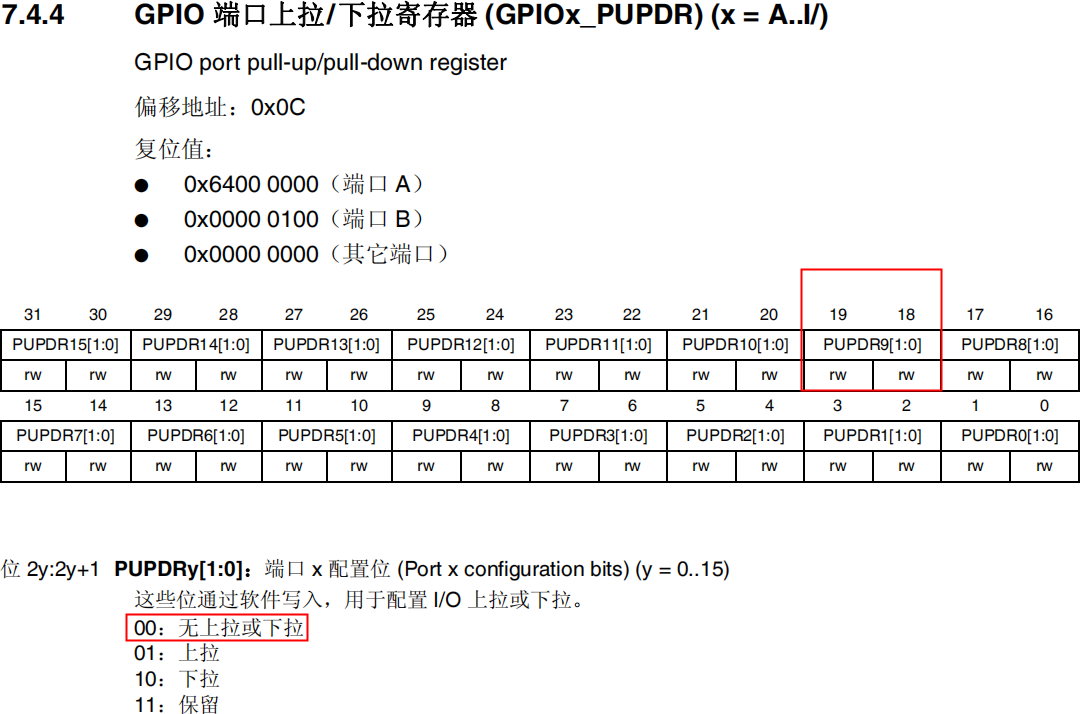 7.4.4 GPIO 端口上拉/下拉寄存器 (GPIOx_PUPDR) (x = A..I/)
GPIO port pull-up/pull-down register
偏移地址：0x0C
复位值：
● 0x6400 0000（端口 A）
● 0x0000 0100（端口 B）
● 0x0000 0000（其它端口）
31 30 29 28 27 26 25 24 23 22 21 20 19 18 17 16
PUPDR15[1:0] PUPDR14[1:0] PUPDR13[1:0] PUPDR12[1:0] PUPDR11[1:0] PUPDR10[1:0] PUPDR9[1:0] PUPDR8[1:0]
rw rw rw rw rw rw rw rw rw rw rw rw rw rw rw rw
15 14 13 12 11 10 9 8 7 6 5 4 3 2 1 0
PUPDR7[1:0] PUPDR6[1:0] PUPDR5[1:0] PUPDR4[1:0] PUPDR3[1:0] PUPDR2[1:0] PUPDR1[1:0] PUPDR0[1:0]
rw rw rw rw rw rw rw rw rw rw rw rw rw rw rw rw
位 2y:2y+1 PUPDRy[1:0]：端口 x 配置位 (Port x configuration bits) (y = 0..15)
这些位通过软件写入，用于配置 I/O 上拉或下拉。
00：无上拉或下拉
01：上拉
10：下拉
11：保留